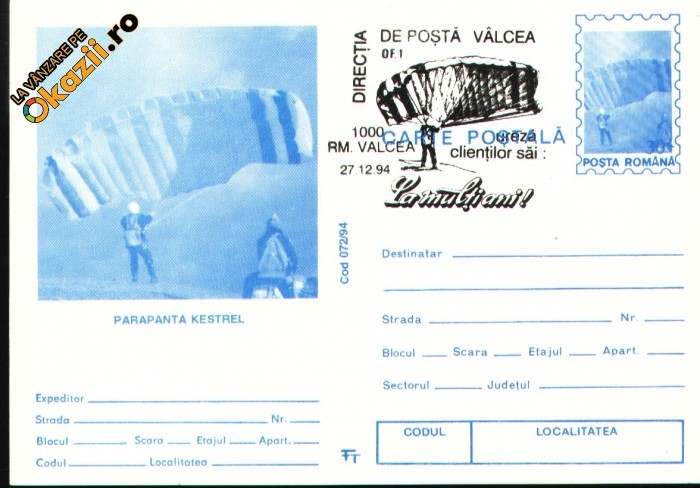 LA VÂNZARE PE
Okazii.ro
DIRECȚIA
DE POȘTĂ VÂLCEA
OF.1
1000
RM. VALCEA
27.12.94
CARTE POȘTALĂ
urează
clienților săi :
La mulți ani!
30L
POȘTA ROMÂNĂ
Cod 072/94
PARAPANTA KESTREL
Expeditor
Strada Nr.
Blocul Scara Etajul Apart.
Codul Localitatea
Destinatar
Strada Nr.
Blocul Scara Etajul Apart.
Sectorul Județul
CODUL LOCALITATEA